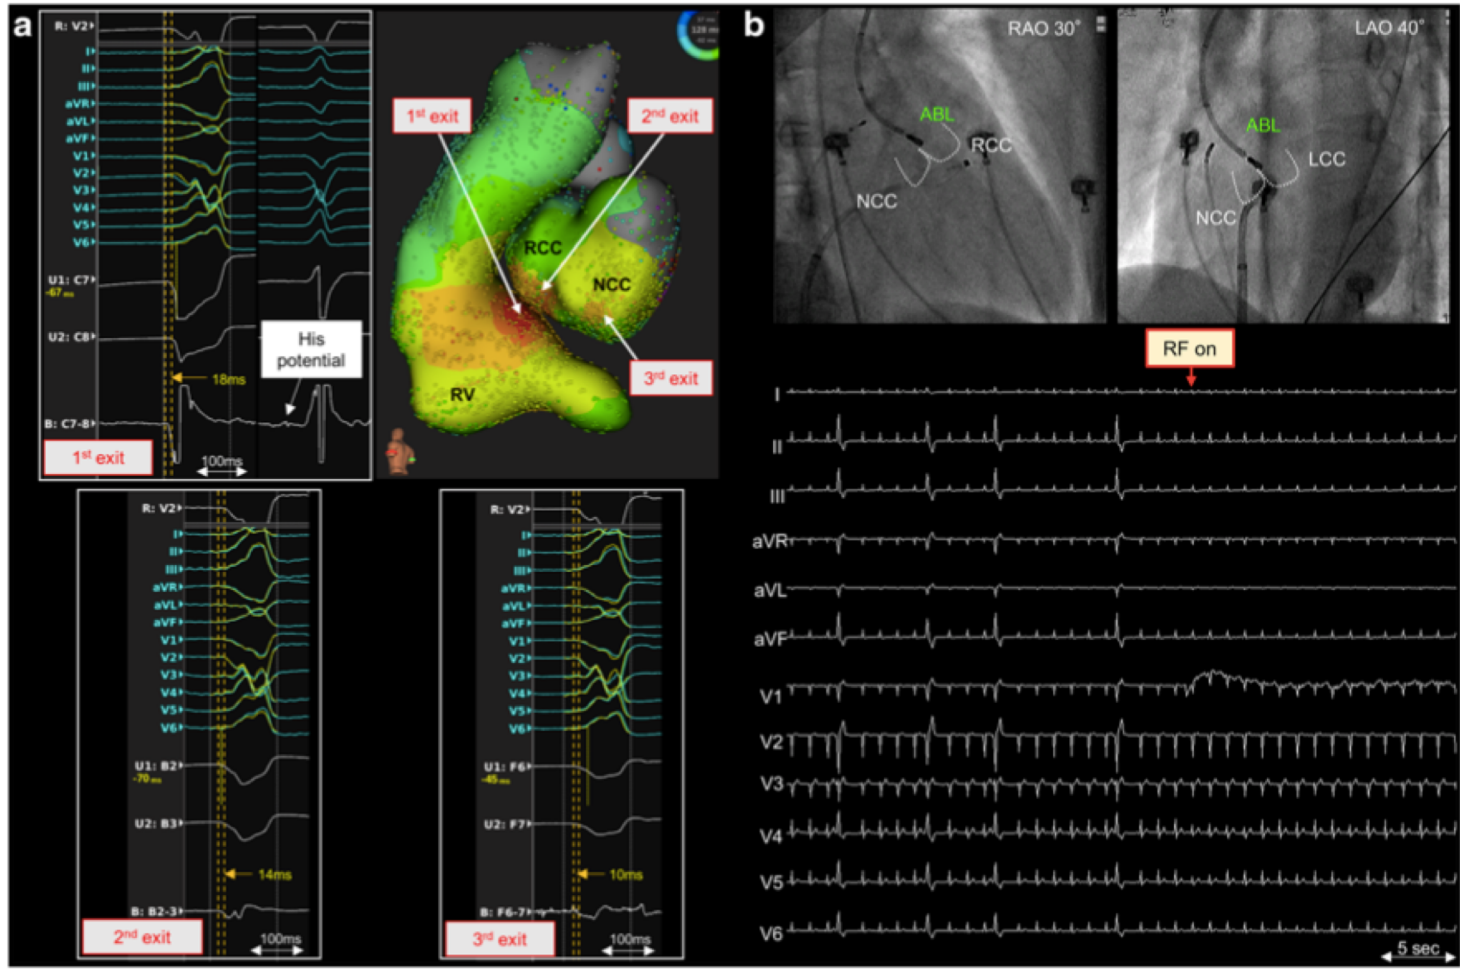 a
R: V2
I
II
III
aVR
aVL
aVF
V1
V2
V3
V4
V5
V6
U1: C7
-67 ms
U2: C8
18ms
His
potential
B: C7-8
1st exit
100ms
128 ms
1st exit
2nd exit
RCC
NCC
3rd exit
RV
R: V2
I
II
III
aVR
aVL
aVF
V1
V2
V3
V4
V5
V6
U1: B2
-70 ms
U2: B3
14ms
B: B2-3
2nd exit
100ms
R: V2
I
II
III
aVR
aVL
aVF
V1
V2
V3
V4
V5
V6
U1: F6
-45 ms
U2: F7
10ms
B: F6-7
3rd exit
100ms
b
RAO 30°
ABL
RCC
NCC
LAO 40°
ABL
LCC
NCC
RF on
I
II
III
aVR
aVL
aVF
V1
V2
V3
V4
V5
V6
5 sec